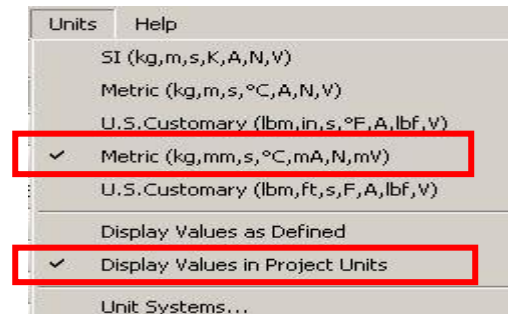 Units Help
SI (kg,m,s,K,A,N,V)
Metric (kg,m,s,°C,A,N,V)
U.S.Customary (lbm,in,s,°F,A,lbf,V)
✓ Metric (kg,mm,s,°C,mA,N,mV)
U.S.Customary (lbm,ft,s,F,A,lbf,V)
Display Values as Defined
✓ Display Values in Project Units
Unit Systems...